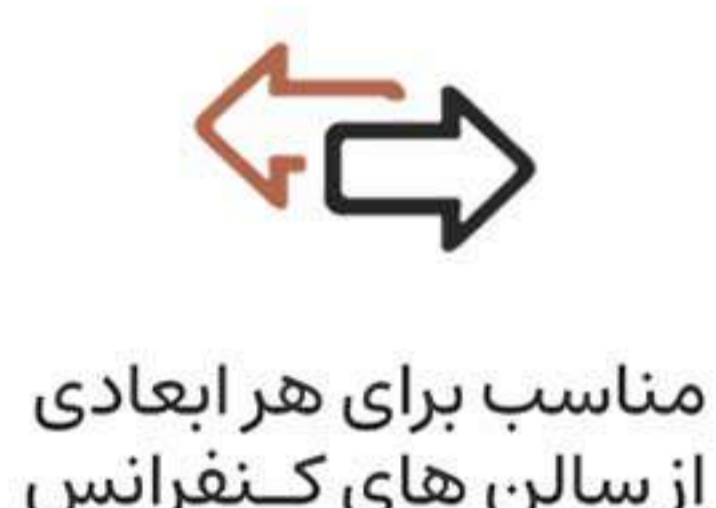 مناسب برای هر ابعادی
از سالن های کـنفرانس